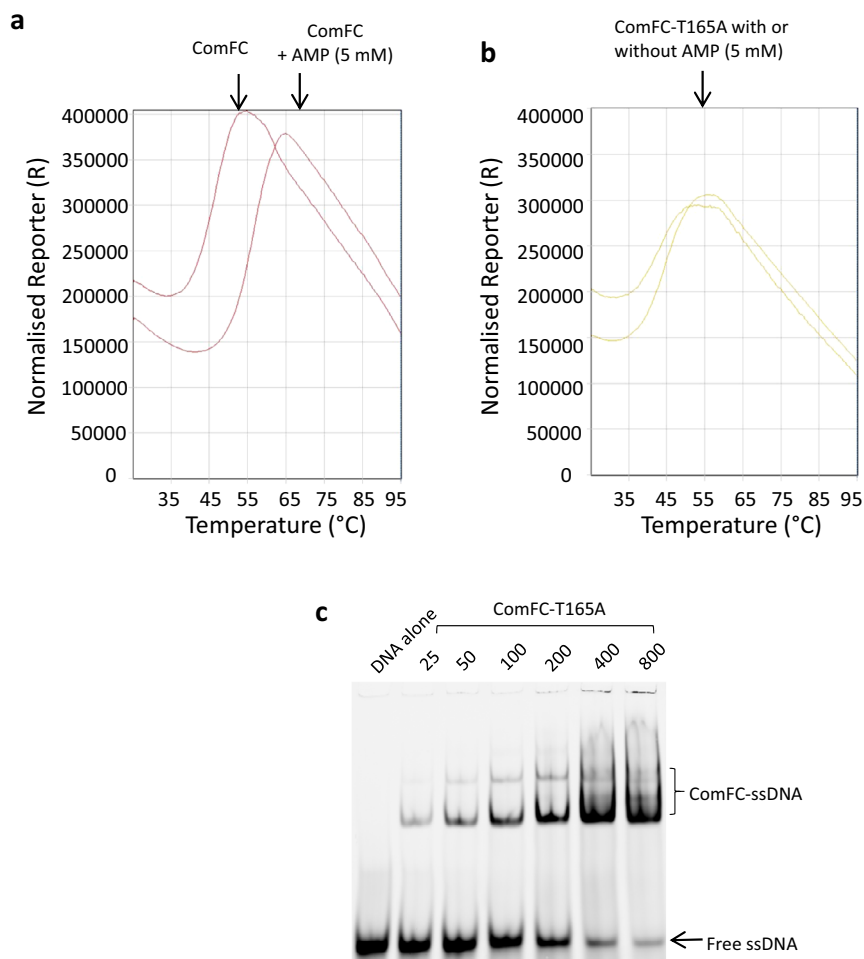 a
ComFC
ComFC
+ AMP (5 mM)
Normalised Reporter (R)
400000
350000
300000
250000
200000
150000
100000
50000
0
35 45 55 65 75 85 95
Temperature (°C)
b
ComFC-T165A with or
without AMP (5 mM)
Normalised Reporter (R)
400000
350000
300000
250000
200000
150000
100000
50000
0
35 45 55 65 75 85 95
Temperature (°C)
c
ComFC-T165A
DNA alone 25 50 100 200 400 800
ComFC-ssDNA
Free ssDNA